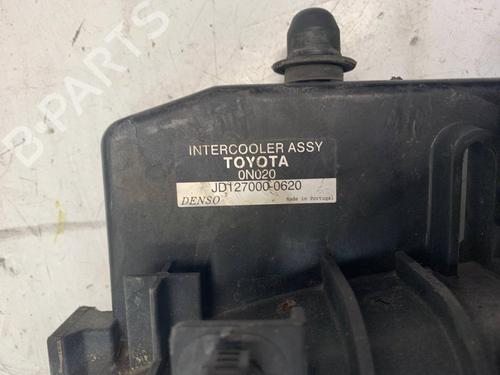 B-PARTS
INTERCOOLER ASSY
TOYOTA
0N020
JD127000-0620
DENSO Made in Portugal